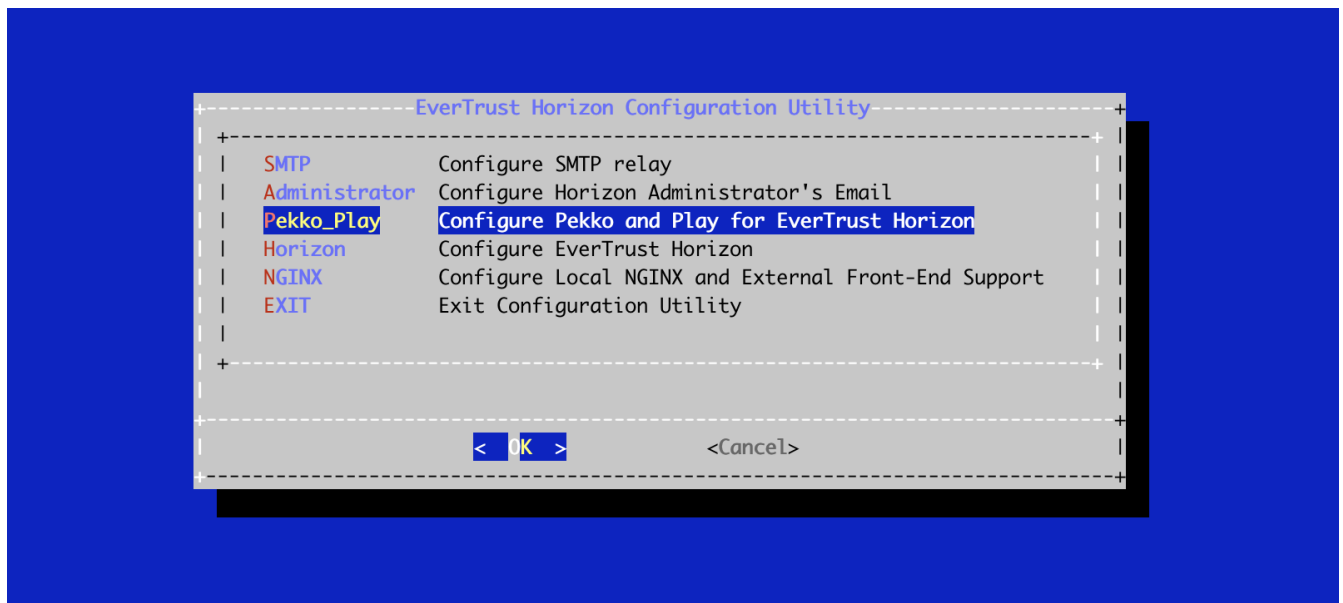 EverTrust Horizon Configuration Utility
SMTP Configure SMTP relay
Administrator Configure Horizon Administrator's Email
Pekko_Play Configure Pekko and Play for EverTrust Horizon
Horizon Configure EverTrust Horizon
NGINX Configure Local NGINX and External Front-End Support
EXIT Exit Configuration Utility
< OK > <Cancel>